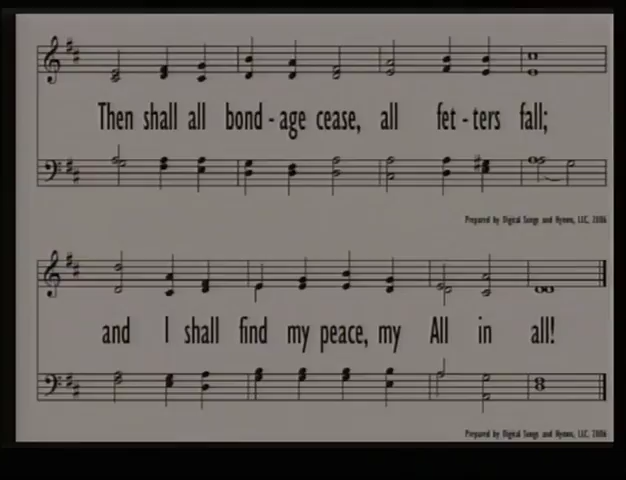 Then shall all bond - age cease, all fet - ters fall;
Prepared by Digital Songs and Hymns, LLC, 2006
and I shall find my peace, my All in all!
Prepared by Digital Songs and Hymns, LLC, 2006